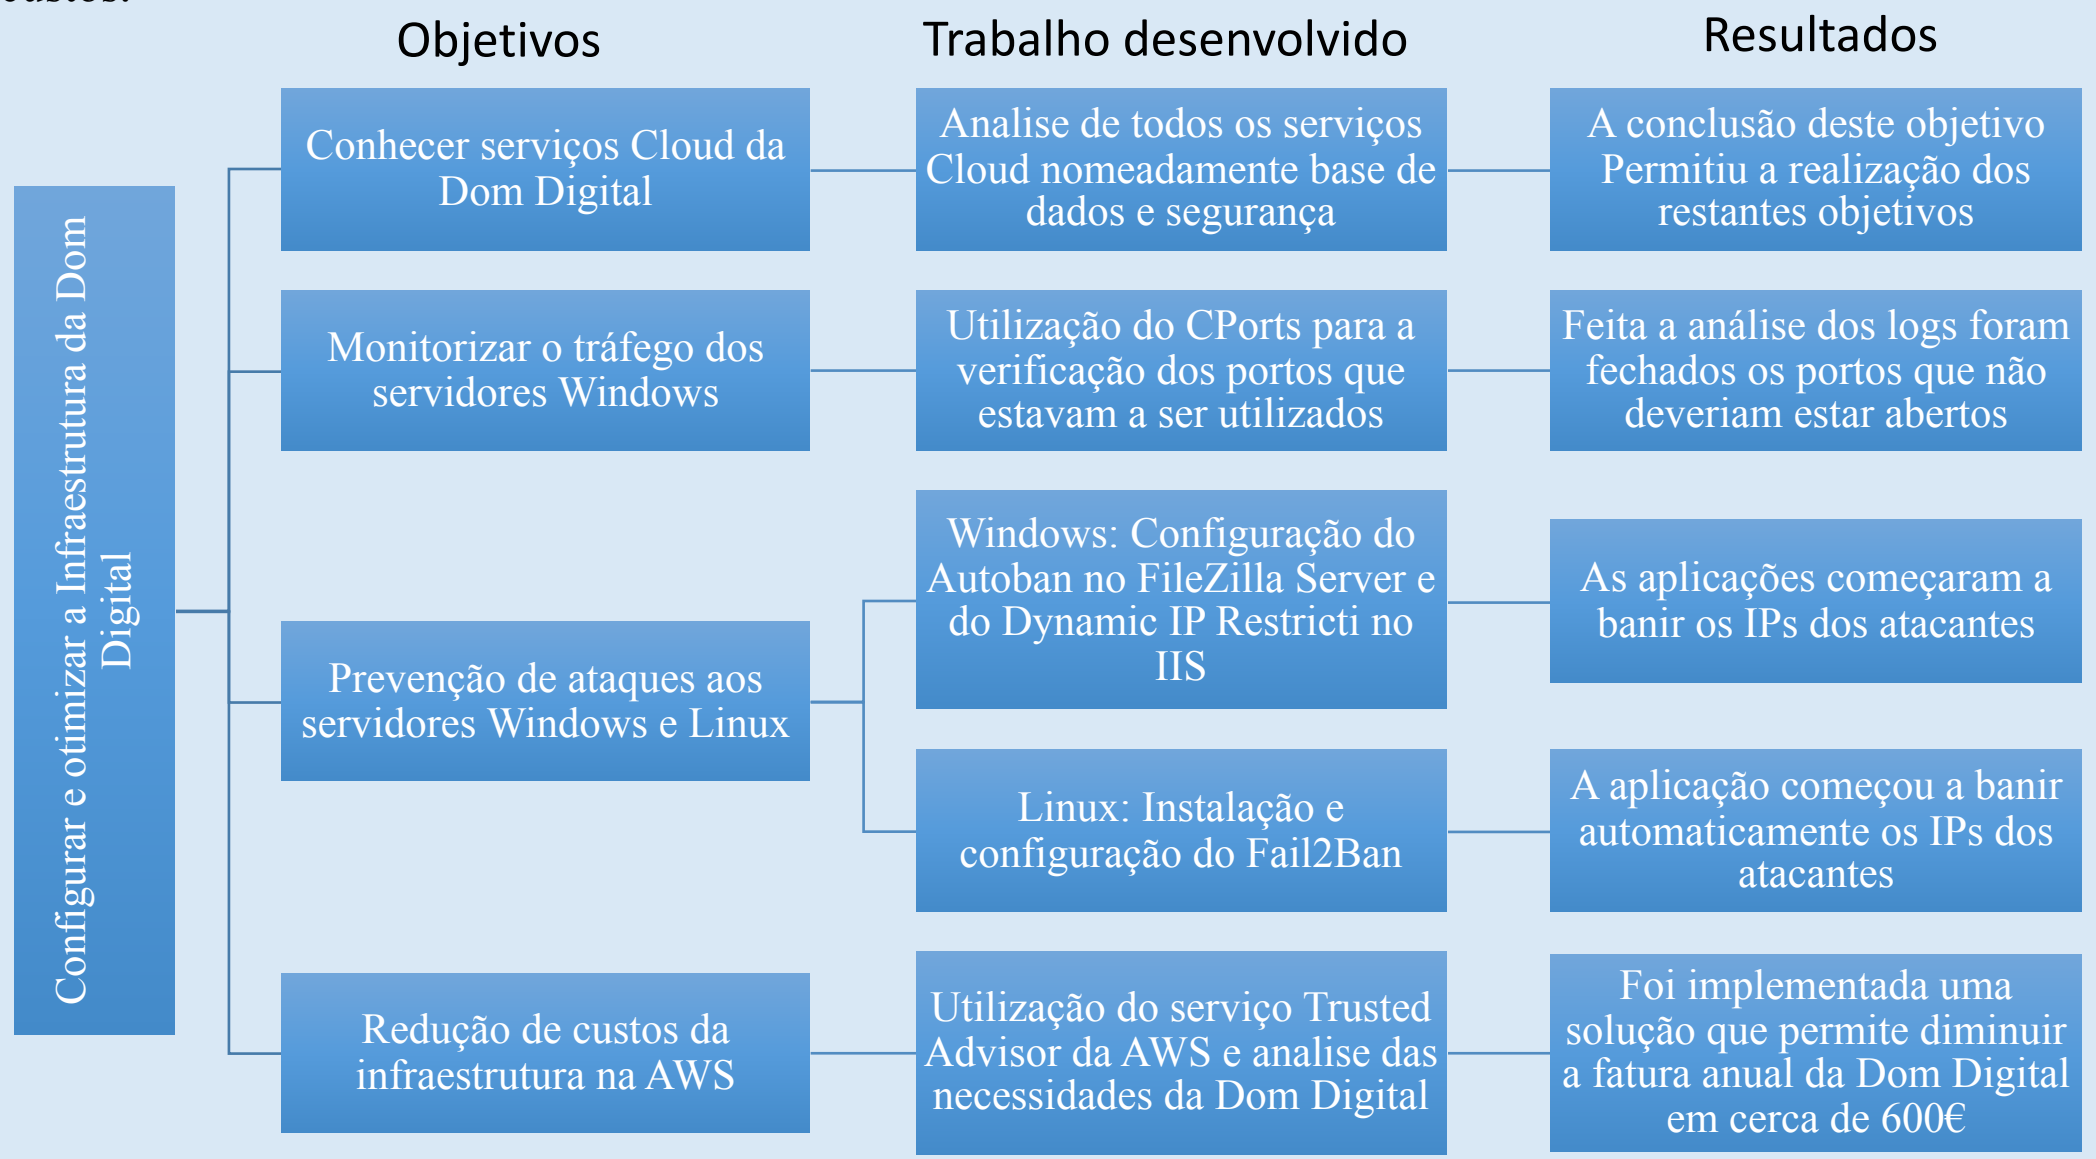 Objetivos
Trabalho desenvolvido
Resultados
Configurar e otimizar a Infraestrutura da Dom
Digital
Conhecer serviços Cloud da
Dom Digital
Analise de todos os serviços
Cloud nomeadamente base de
dados e segurança
A conclusão deste objetivo
Permitiu a realização dos
restantes objetivos
Monitorizar o tráfego dos
servidores Windows
Utilização do CPorts para a
verificação dos portos que
estavam a ser utilizados
Feita a análise dos logs foram
fechados os portos que não
deveriam estar abertos
Prevenção de ataques aos
servidores Windows e Linux
Windows: Configuração do
Autoban no FileZilla Server e
do Dynamic IP Restricti no
IIS
As aplicações começaram a
banir os IPs dos atacantes
Linux: Instalação e
configuração do Fail2Ban
A aplicação começou a banir
automaticamente os IPs dos
atacantes
Redução de custos da
infraestrutura na AWS
Utilização do serviço Trusted
Advisor da AWS e analise das
necessidades da Dom Digital
Foi implementada uma
solução que permite diminuir
a fatura anual da Dom Digital
em cerca de 600€